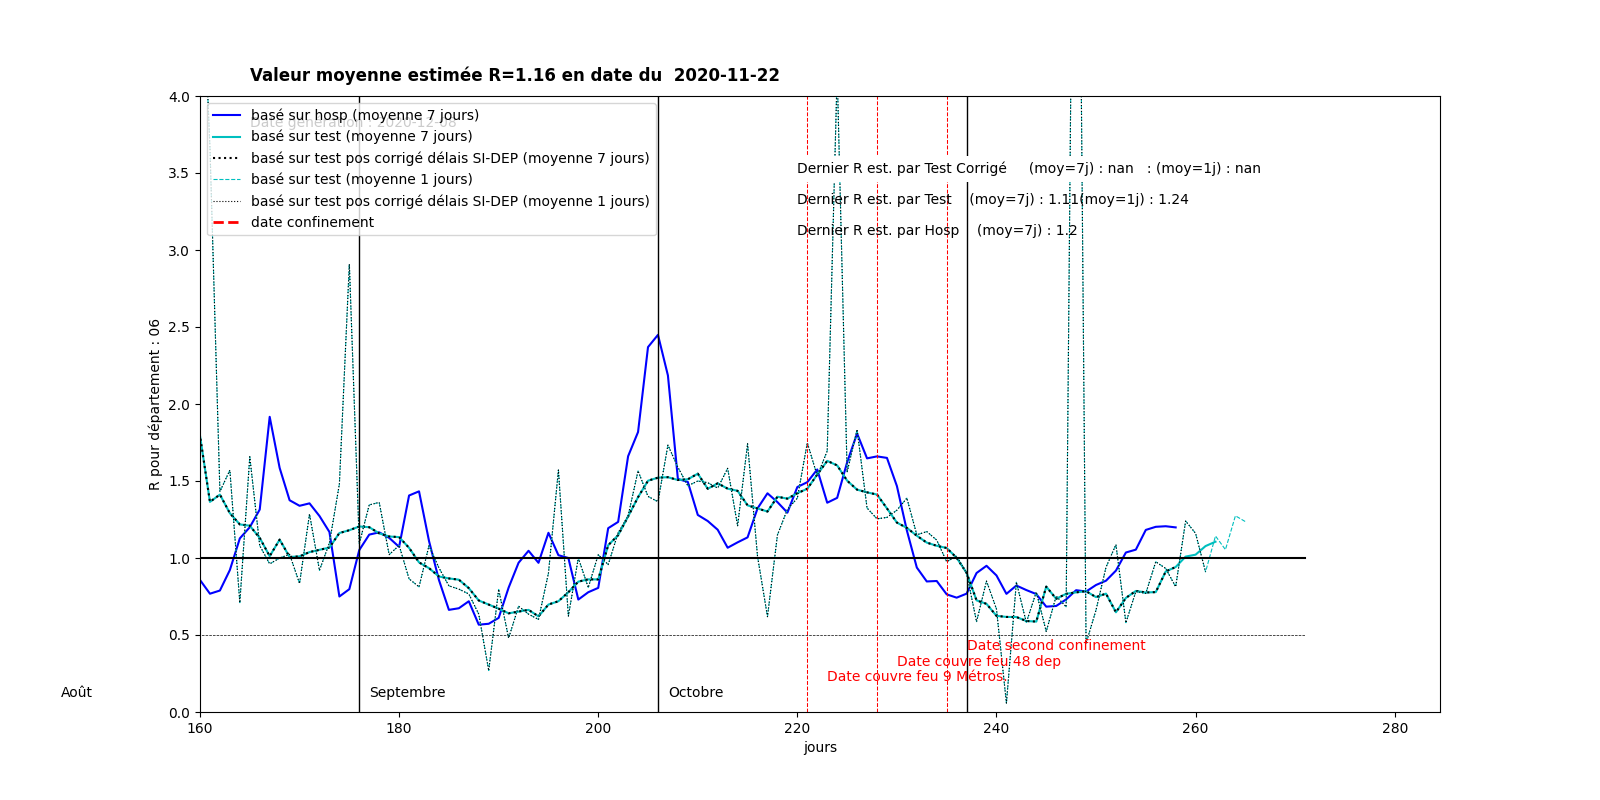 Valeur moyenne estimée R=1.16 en date du  2020-11-22
Date génération : 2020-12-08
basé sur hosp (moyenne 7 jours)
basé sur test (moyenne 7 jours)
basé sur test pos corrigé délais SI-DEP (moyenne 7 jours)
basé sur test (moyenne 1 jours)
basé sur test pos corrigé délais SI-DEP (moyenne 1 jours)
date confinement
Dernier R est. par Test Corrigé (moy=7j) : nan : (moy=1j) : nan
Dernier R est. par Test (moy=7j) : 1.11(moy=1j) : 1.24
Dernier R est. par Hosp (moy=7j) : 1.2
4.0
3.5
3.0
2.5
2.0
1.5
1.0
0.5
0.0
R pour département : 06
Date second confinement
Date couvre feu 48 dep
Date couvre feu 9 Métros
Août
Septembre
Octobre
160 180 200 220 240 260 280
jours